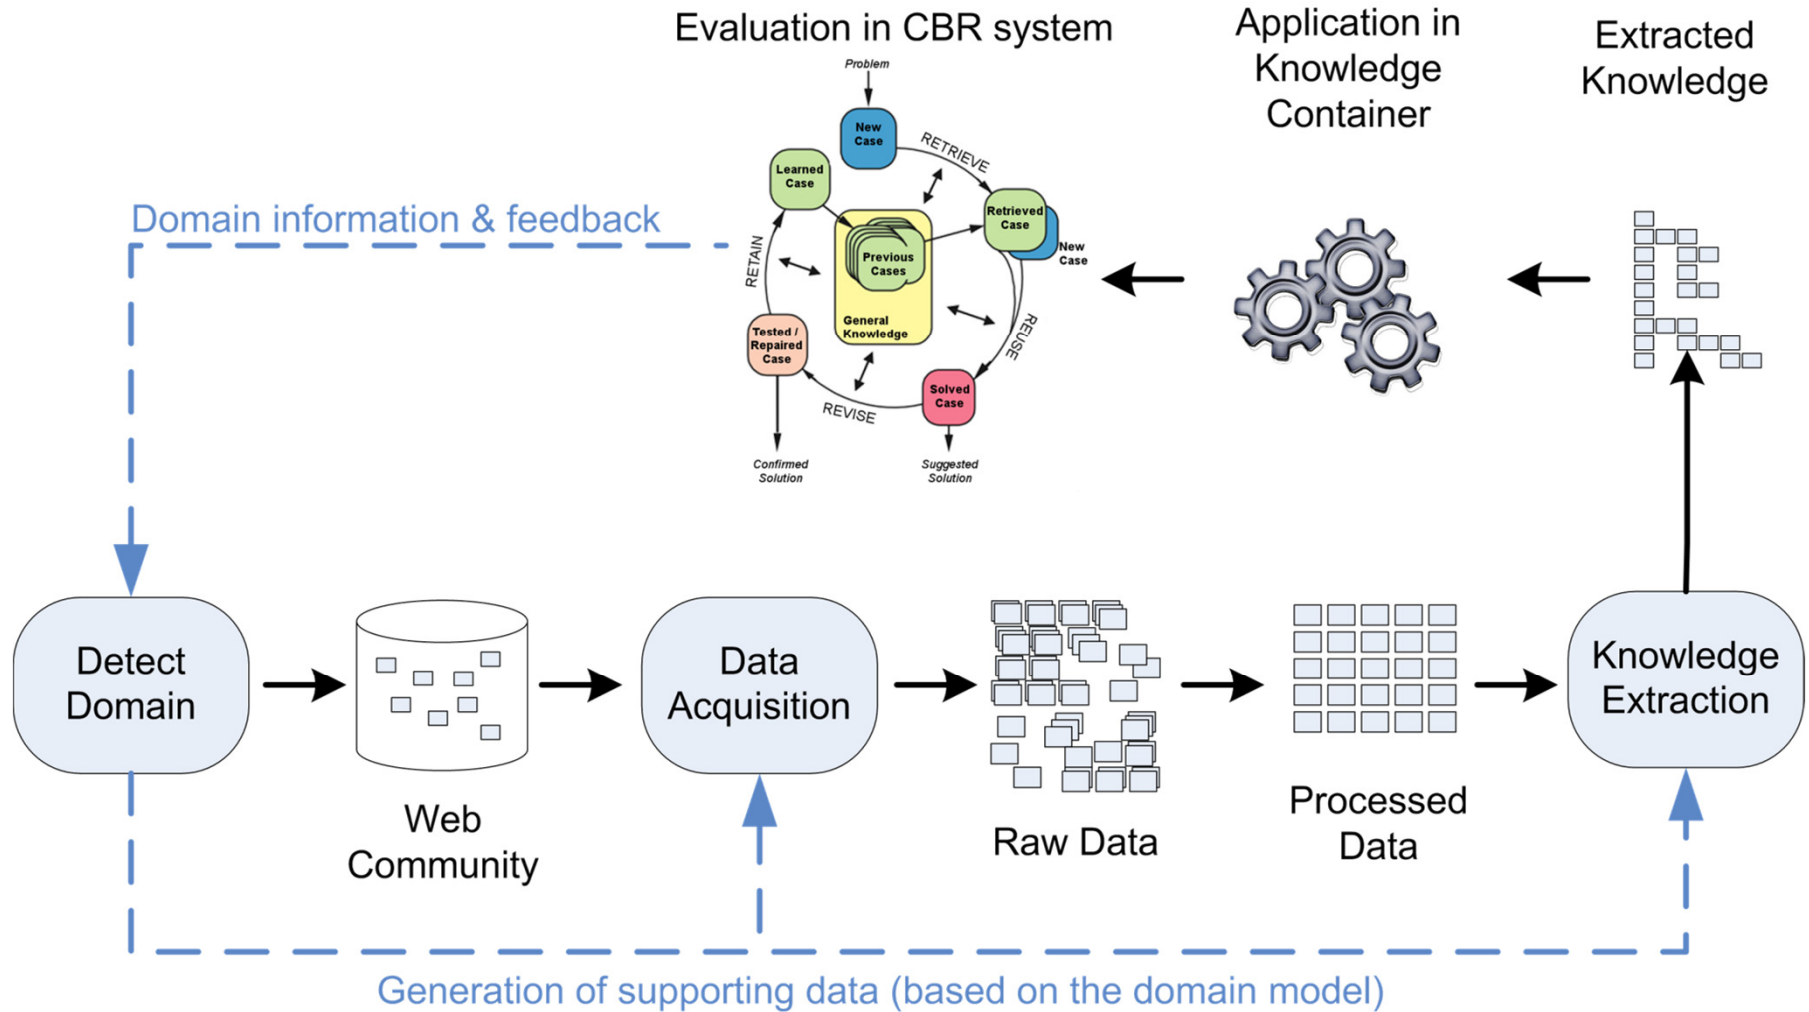 Evaluation in CBR system
Application in
Knowledge
Container
Extracted
Knowledge
Problem
New
Case
RETRIEVE
Learned
Case
Retrieved
Case
New
Case
Previous
Cases
General
Knowledge
RETAIN
REUSE
Tested /
Repaired
Case
REVISE
Solved
Case
Confirmed
Solution
Suggested
Solution
Domain information & feedback
Detect
Domain
Web
Community
Data
Acquisition
Raw Data
Processed
Data
Knowledge
Extraction
Generation of supporting data (based on the domain model)